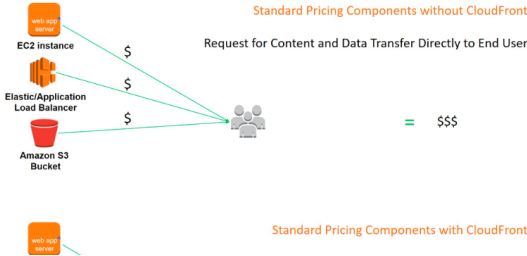 Standard Pricing Components without CloudFront
web app
server
EC2 instance
Request for Content and Data Transfer Directly to End User
$
$
Elastic/Application
Load Balancer
$
= $$$
Amazon S3
Bucket
Standard Pricing Components with CloudFront
web app
server